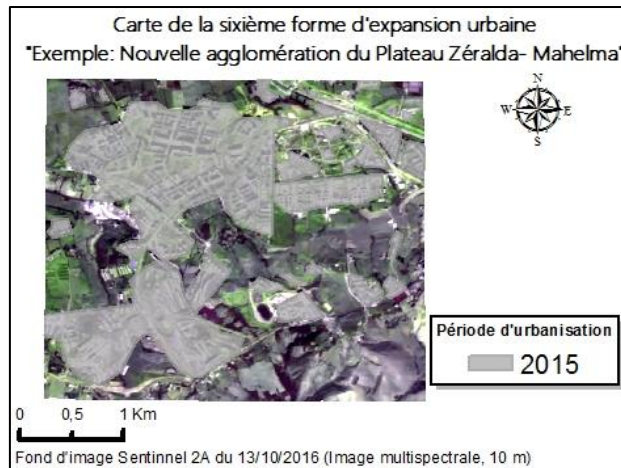 Carte de la sixième forme d'expansion urbaine
"Exemple: Nouvelle agglomération du Plateau Zéralda- Mahelma"
N
W E
S
Période d'urbanisation
2015
0 0,5 1 Km
Fond d'image Sentinnel 2A du 13/10/2016 (Image multispectrale, 10 m)